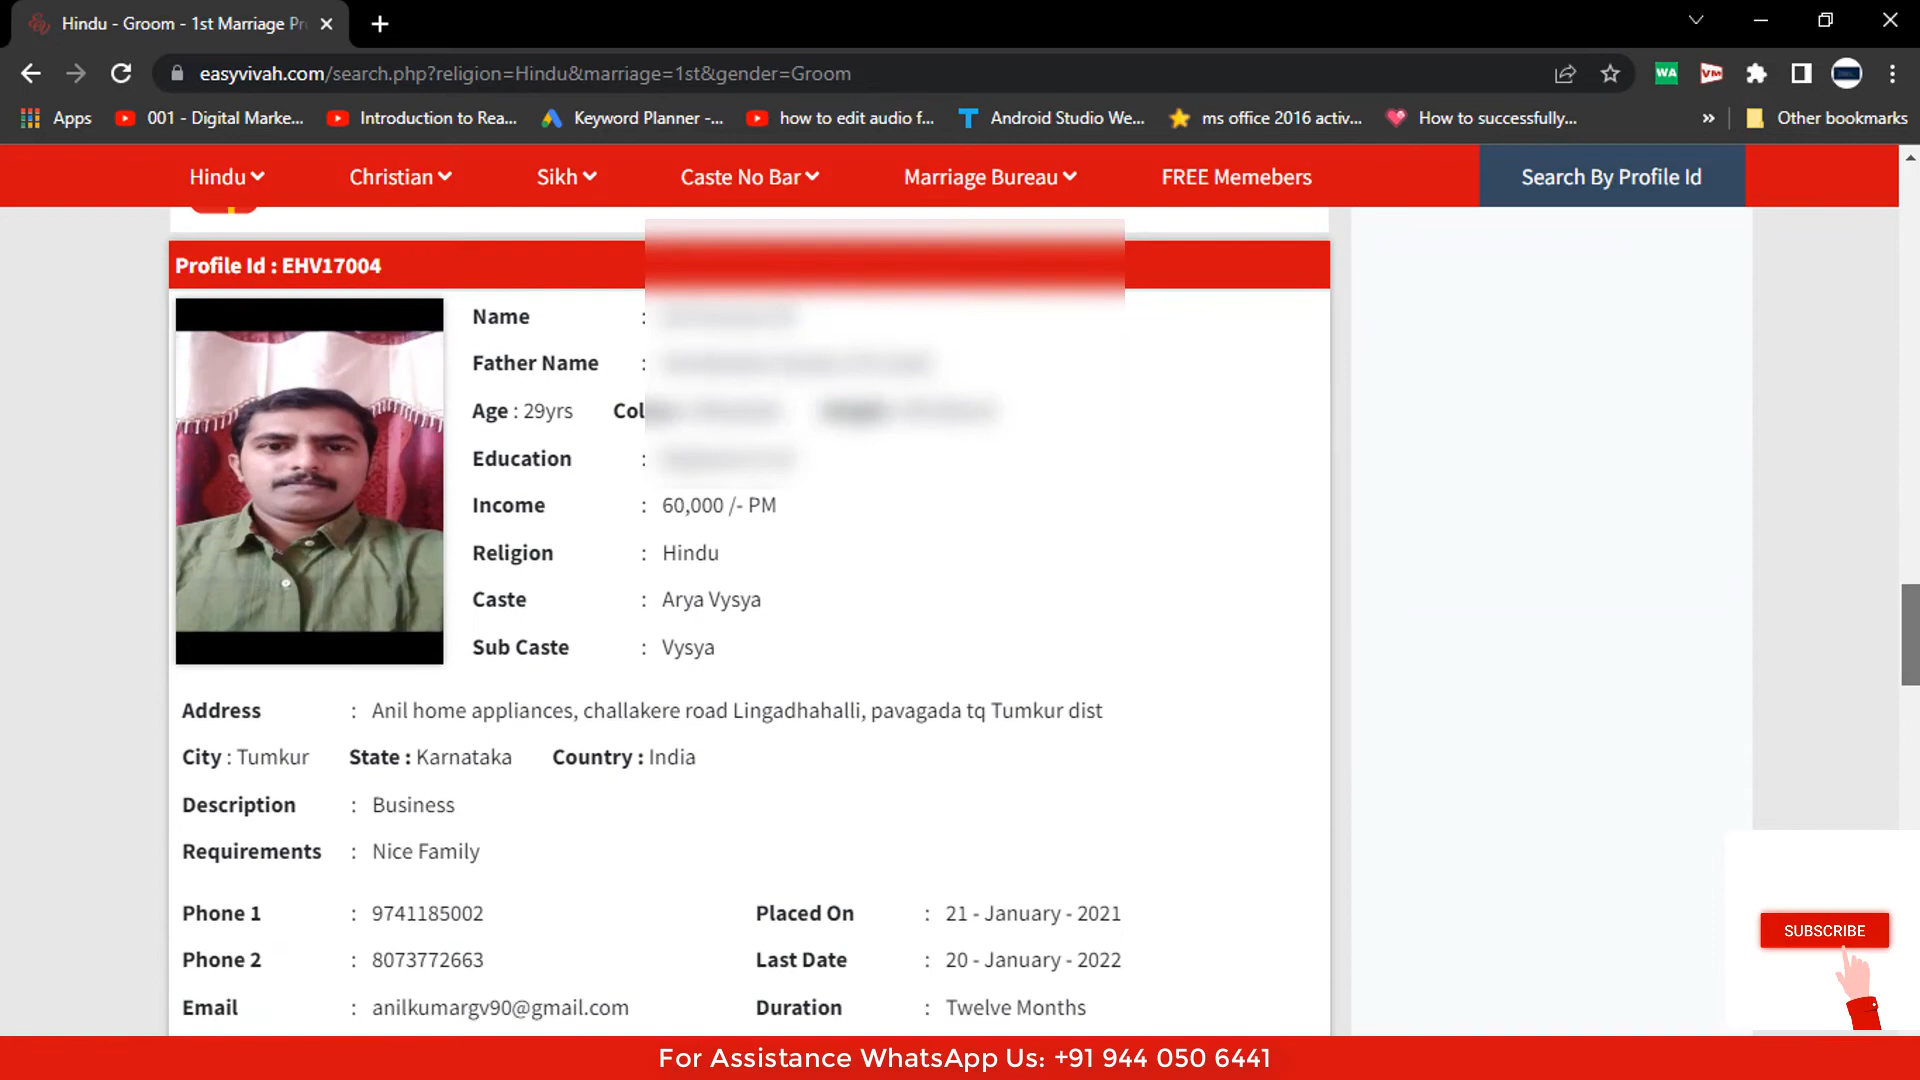 Hindu - Groom - 1st Marriage Pr
easyvivah.com/search.php?religion=Hindu&marriage=1st&gender=Groom
WA VM
Apps 001 - Digital Marke... Introduction to Rea... Keyword Planner -... how to edit audio f... Android Studio We... ms office 2016 activ... How to successfully... » Other bookmarks
Hindu Christian Sikh Caste No Bar Marriage Bureau FREE Memebers Search By Profile Id
Profile Id : EHV17004
Name :
Father Name :
Age : 29yrs Col
Education :
Income : 60,000 /- PM
Religion : Hindu
Caste : Arya Vysya
Sub Caste : Vysya
Address : Anil home appliances, challakere road Lingadhahalli, pavagada tq Tumkur dist
City : Tumkur State : Karnataka Country : India
Description : Business
Requirements : Nice Family
Phone 1 : 9741185002 Placed On : 21 - January - 2021
Phone 2 : 8073772663 Last Date : 20 - January - 2022
Email : anilkumargv90@gmail.com Duration : Twelve Months
SUBSCRIBE
For Assistance WhatsApp Us: +91 944 050 6441